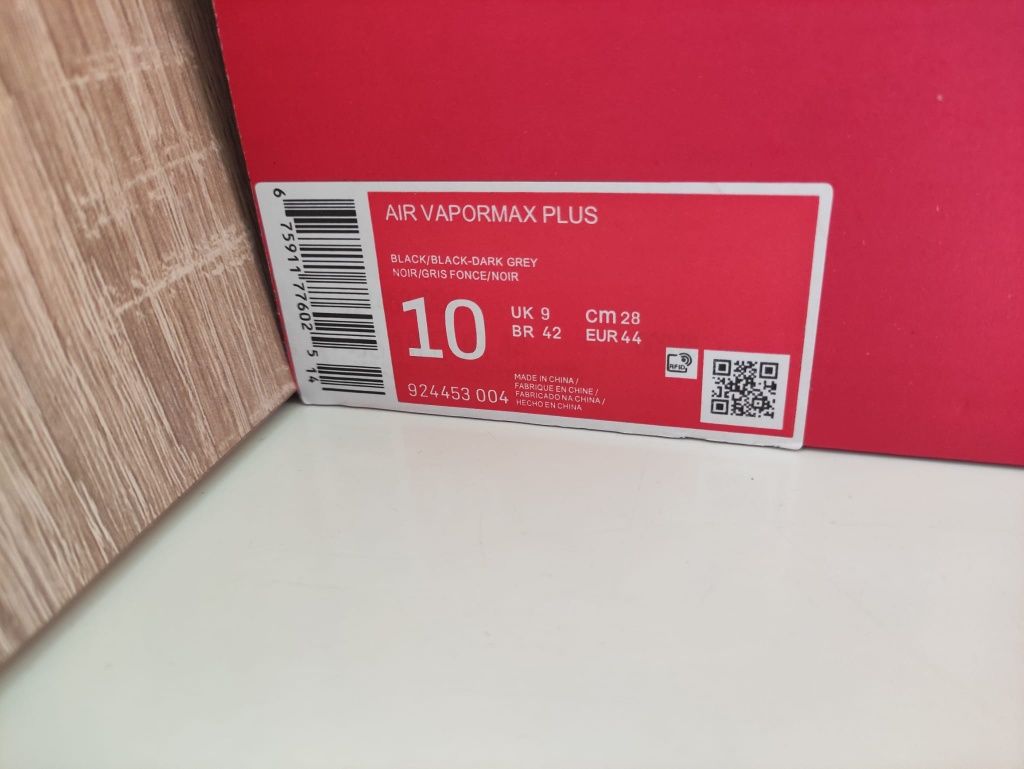 AIR VAPORMAX PLUS
BLACK/BLACK-DARK GREY
NOIR/GRIS FONCE/NOIR
10
UK 9
BR 42
cm 28
EUR 44
924453 004
MADE IN CHINA /
FABRIQUE EN CHINE /
FABRICADO NA CHINA /
HECHO EN CHINA
RFID
6 75911 77602 5 14